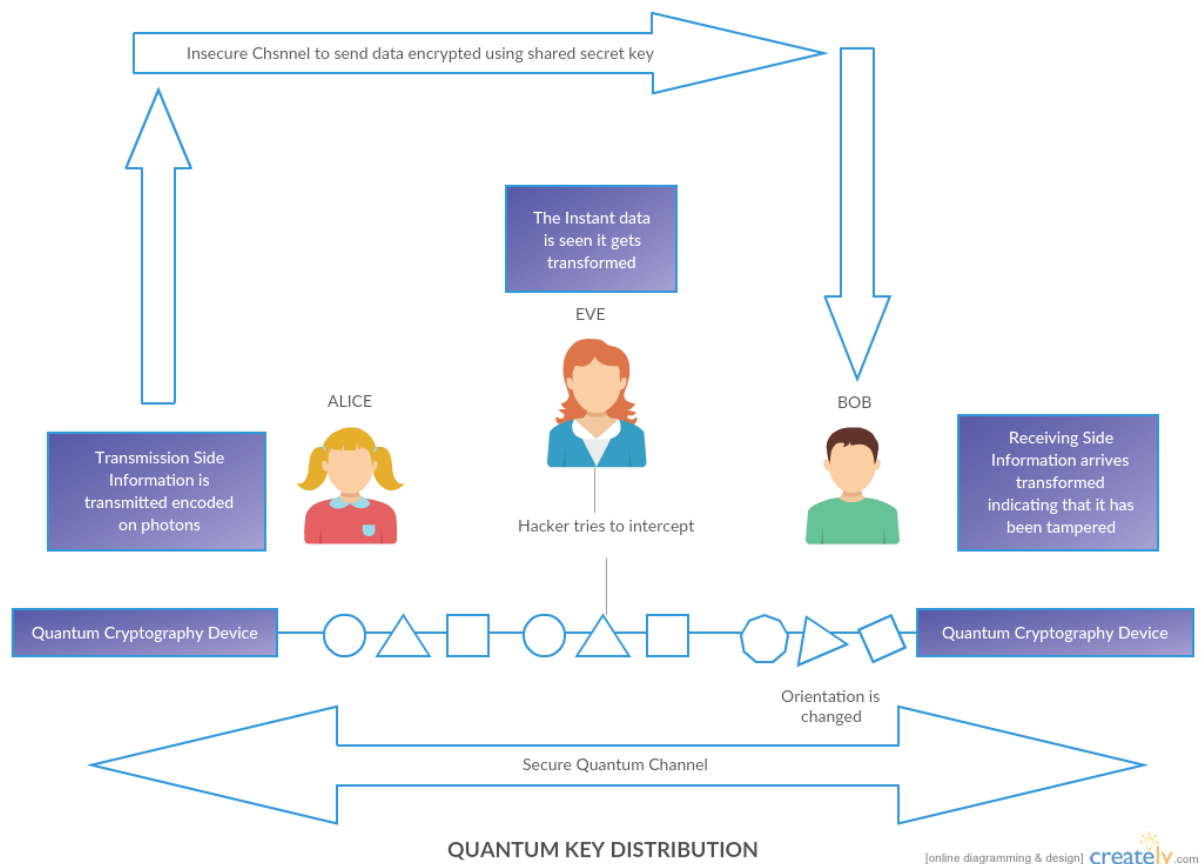 Insecure Chsnnel to send data encrypted using shared secret key
The Instant data
is seen it gets
transformed
EVE
ALICE
BOB
Transmission Side
Information is
transmitted encoded
on photons
Receiving Side
Information arrives
transformed
indicating that it has
been tampered
Hacker tries to intercept
Quantum Cryptography Device
Quantum Cryptography Device
Orientation is
changed
Secure Quantum Channel
QUANTUM KEY DISTRIBUTION
[online diagramming & design] creately.com